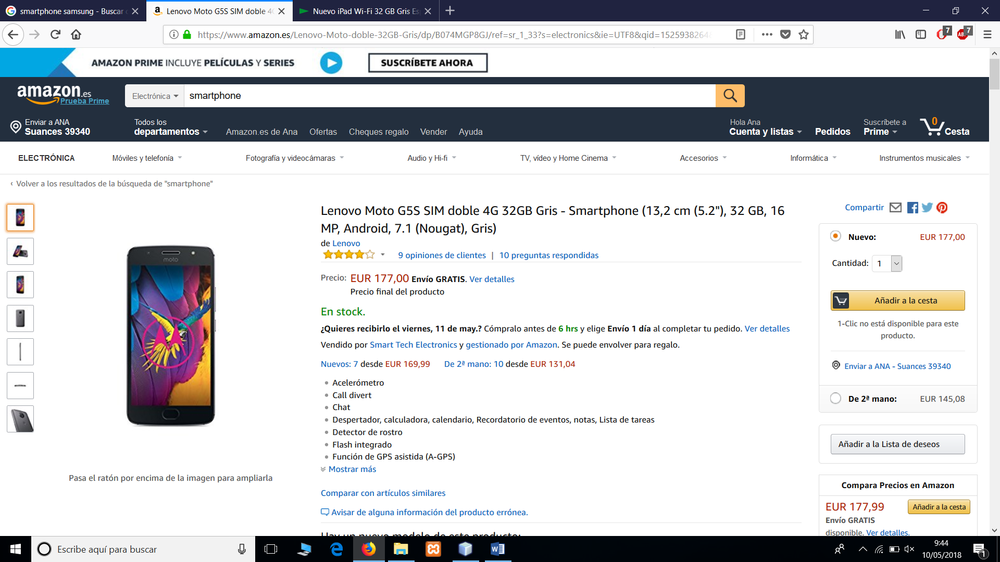 smartphone samsung - Buscar
Lenovo Moto G5S SIM doble 4G
Nuevo iPad Wi-Fi 32 GB Gris Es
https://www.amazon.es/Lenovo-Moto-doble-32GB-Gris/dp/B074MGP8GJ/ref=sr_1_33?s=electronics&ie=UTF8&qid=1525938264
7
7
ABP
AMAZON PRIME INCLUYE PELÍCULAS Y SERIES
SUSCRÍBETE AHORA
amazon.es
Prueba Prime
Electrónica
smartphone
Enviar a ANA
Suances 39340
Todos los
departamentos
Amazon.es de Ana
Ofertas
Cheques regalo
Vender
Ayuda
Hola Ana
Cuenta y listas
Pedidos
Suscríbete a
Prime
0
Cesta
ELECTRÓNICA
Móviles y telefonía
Fotografía y videocámaras
Audio y Hi-fi
TV, vídeo y Home Cinema
Accesorios
Informática
Instrumentos musicales
‹ Volver a los resultados de la búsqueda de "smartphone"
moto
Pasa el ratón por encima de la imagen para ampliarla
Lenovo Moto G5S SIM doble 4G 32GB Gris - Smartphone (13,2 cm (5.2"), 32 GB, 16
MP, Android, 7.1 (Nougat), Gris)
de Lenovo
9 opiniones de clientes | 10 preguntas respondidas
Precio: EUR 177,00 Envío GRATIS. Ver detalles
Precio final del producto
En stock.
¿Quieres recibirlo el viernes, 11 de may.? Cómpralo antes de 6 hrs y elige Envío 1 día al completar tu pedido. Ver detalles
Vendido por Smart Tech Electronics y gestionado por Amazon. Se puede envolver para regalo.
Nuevos: 7 desde EUR 169,99 De 2ª mano: 10 desde EUR 131,04
Acelerómetro
Call divert
Chat
Despertador, calculadora, calendario, Recordatorio de eventos, notas, Lista de tareas
Detector de rostro
Flash integrado
Función de GPS asistida (A-GPS)
Mostrar más
Comparar con artículos similares
Avisar de alguna información del producto errónea.
Hay un nuevo modelo de este producto:
Compartir
Nuevo: EUR 177,00
Cantidad: 1
Añadir a la cesta
1-Clic no está disponible para este
producto.
Enviar a ANA - Suances 39340
De 2ª mano: EUR 145,08
Añadir a la Lista de deseos
Compara Precios en Amazon
EUR 177,99
Añadir a la cesta
Envío GRATIS
disponible. Ver detalles.
Escribe aquí para buscar
9:44
10/05/2018
1